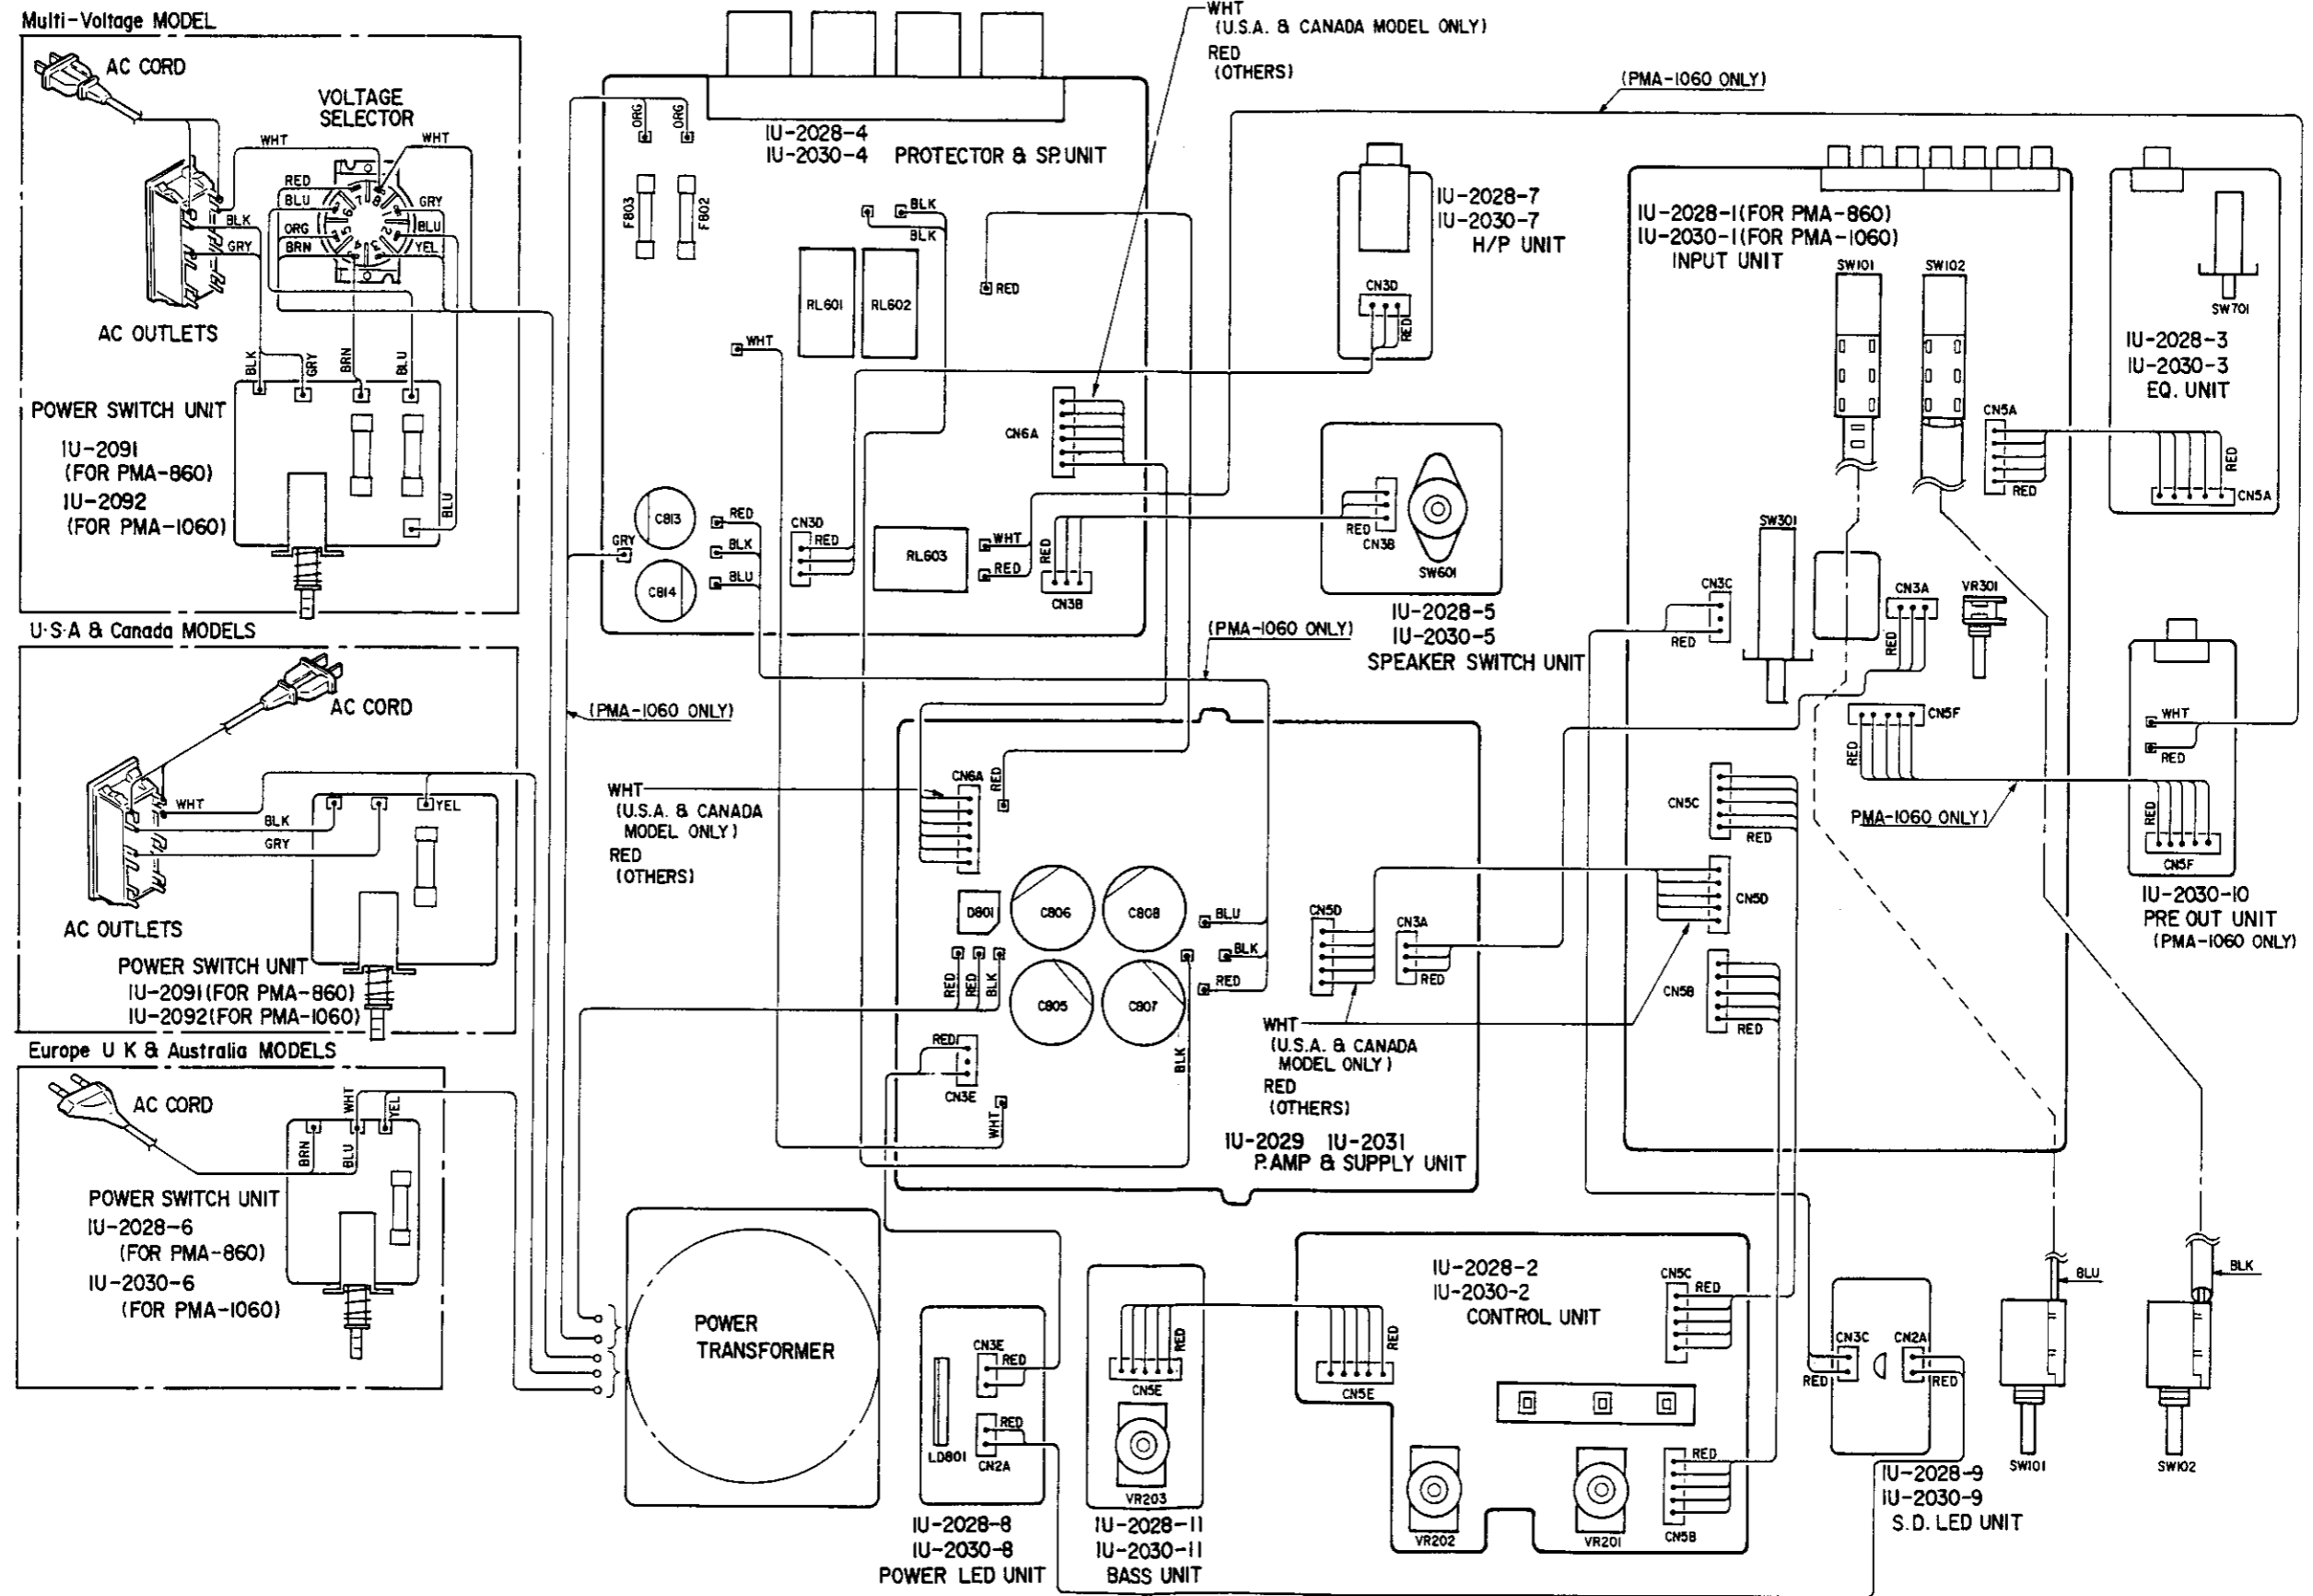 Multi-Voltage MODEL
AC CORD
VOLTAGE
SELECTOR
WHT
WHT
RED
BLU
ORG
BRN
7
8
6
1
5
2
4
3
GRY
BLU
YEL
BLK
GRY
AC OUTLETS
BLK
GRY
BRN
BLU
POWER SWITCH UNIT
IU-2091
(FOR PMA-860)
IU-2092
(FOR PMA-1060)
BLU
U·S·A & Canada MODELS
AC CORD
WHT
BLK
GRY
YEL
AC OUTLETS
POWER SWITCH UNIT
IU-2091(FOR PMA-860)
IU-2092(FOR PMA-1060)
Europe U K & Australia MODELS
AC CORD
WHT
YEL
BRN
BLU
POWER SWITCH UNIT
IU-2028-6
(FOR PMA-860)
IU-2030-6
(FOR PMA-1060)
WHT
(U.S.A. & CANADA MODEL ONLY)
RED
(OTHERS)
ORG
ORG
IU-2028-4
IU-2030-4 PROTECTOR & SP.UNIT
F803
F802
BLK
BLK
RL601
RL602
RED
WHT
CN6A
C813
C814
GRY
RED
BLK
BLU
CN3D
RED
RL603
WHT
RED
RED
CN3B
(PMA-1060 ONLY)
IU-2028-7
IU-2030-7
H/P UNIT
CN3D
RED
RED
CN3B
SW601
IU-2028-5
IU-2030-5
SPEAKER SWITCH UNIT
(PMA-1060 ONLY)
(PMA-1060 ONLY)
IU-2028-1(FOR PMA-860)
IU-2030-1(FOR PMA-1060)
INPUT UNIT
SW101
SW102
CN5A
RED
SW301
CN3C
RED
CN3A
RED
VR301
CN5F
RED
PMA-1060 ONLY)
CN5C
RED
CN5D
CN5B
RED
SW701
IU-2028-3
IU-2030-3
EQ. UNIT
RED
CN5A
WHT
RED
RED
CN5F
IU-2030-10
PRE OUT UNIT
(PMA-1060 ONLY)
WHT
(U.S.A. & CANADA
MODEL ONLY)
RED
(OTHERS)
CN6A
RED
D801
C806
C808
C805
C807
RED
RED
BLK
BLU
BLK
RED
CN5D
CN3A
RED
RED
CN3E
WHT
BLK
WHT
(U.S.A. & CANADA
MODEL ONLY)
RED
(OTHERS)
IU-2029 IU-2031
P.AMP & SUPPLY UNIT
POWER
TRANSFORMER
CN3E
RED
RED
CN2A
LD801
IU-2028-8
IU-2030-8
POWER LED UNIT
RED
CN5E
VR203
IU-2028-11
IU-2030-11
BASS UNIT
IU-2028-2
IU-2030-2
CONTROL UNIT
CN5C
RED
RED
CN5E
VR202
VR201
RED
CN5B
CN3C
RED
CN2A
RED
IU-2028-9
IU-2030-9
S.D. LED UNIT
BLU
SW101
BLK
SW102